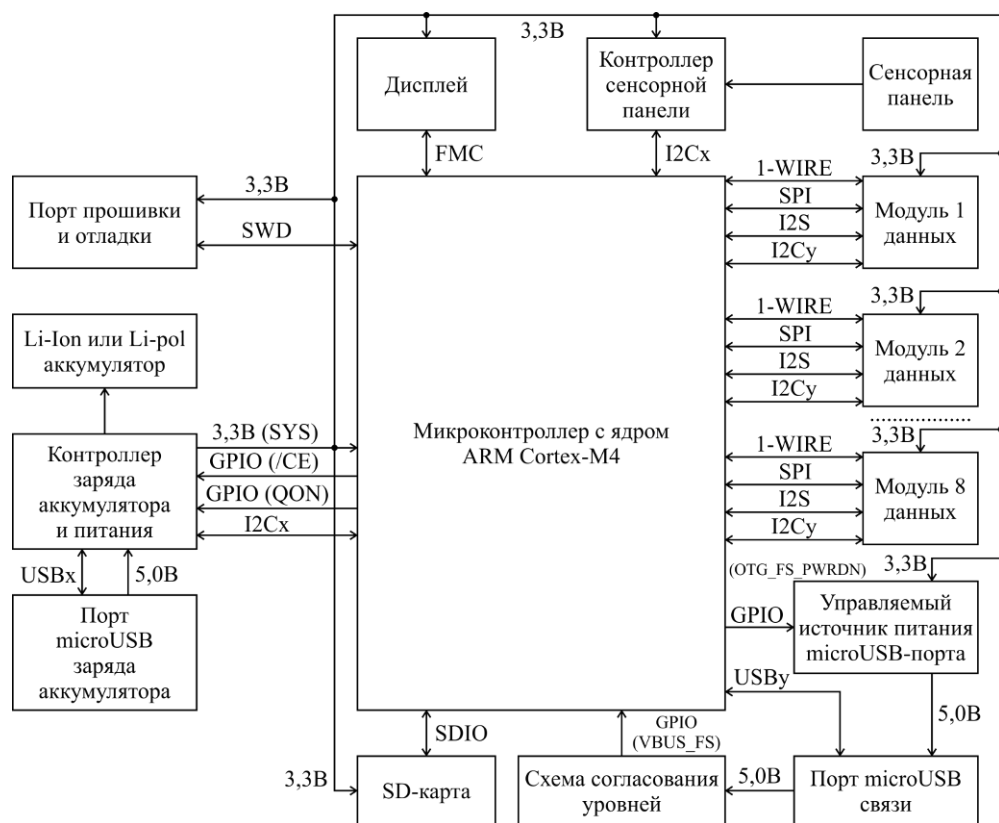 3,3В
Дисплей
Контроллер
сенсорной
панели
Сенсорная
панель
FMC
I2Cx
3,3В
Порт прошивки
и отладки
SWD
1-WIRE
SPI
I2S
I2Cy
3,3В
Модуль 1
данных
Li-Ion или Li-pol
аккумулятор
1-WIRE
SPI
I2S
I2Cy
3,3В
Модуль 2
данных
Микроконтроллер с ядром
ARM Cortex-M4
Контроллер
заряда
аккумулятора
и питания
3,3В (SYS)
GPIO (/CE)
GPIO (QON)
I2Cx
1-WIRE
SPI
I2S
I2Cy
3,3В
Модуль 8
данных
USBx
5,0В
Порт
microUSB
заряда
аккумулятора
(OTG_FS_PWRDN)
3,3В
GPIO
Управляемый
источник питания
microUSB-порта
USBy
5,0В
SDIO
GPIO
(VBUS_FS)
3,3В
SD-карта
Схема согласования
уровней
5,0В
Порт microUSB
связи